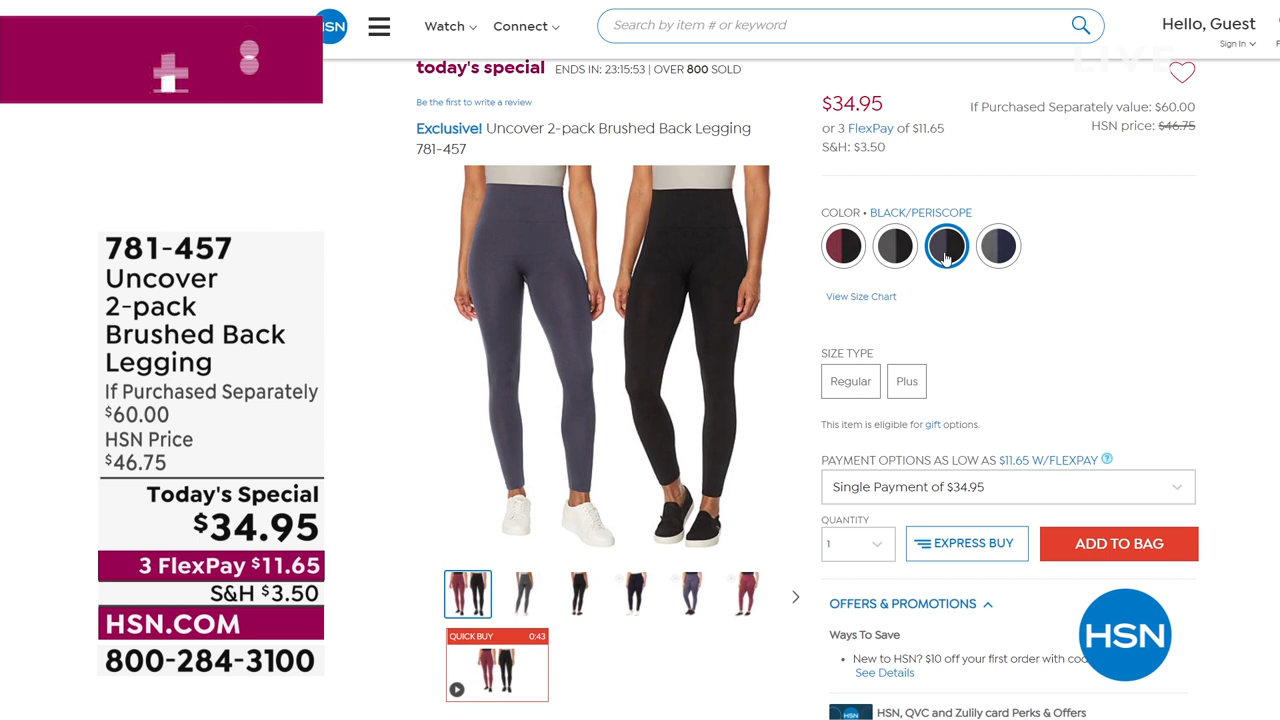 HSN
Watch
Connect
Search by item # or keyword
Hello, Guest
Sign In
LIVE
today's special ENDS IN: 23:15:53 | OVER 800 SOLD
Be the first to write a review
Exclusive! Uncover 2-pack Brushed Back Legging
781-457
$34.95
or 3 FlexPay of $11.65
S&H: $3.50
If Purchased Separately value: $60.00
HSN price: $46.75
COLOR • BLACK/PERISCOPE
View Size Chart
SIZE TYPE
Regular
Plus
This item is eligible for gift options.
PAYMENT OPTIONS AS LOW AS $11.65 W/FLEXPAY ?
Single Payment of $34.95
QUANTITY
1
EXPRESS BUY
ADD TO BAG
OFFERS & PROMOTIONS
Ways To Save
• New to HSN? $10 off your first order with
See Details
HSN, QVC and Zulily card Perks & Offers
HSN
QUICK BUY 0:43
781-457
Uncover
2-pack
Brushed Back
Legging
If Purchased Separately
$60.00
HSN Price
$46.75
Today's Special
$34.95
3 FlexPay $11.65
S&H $3.50
HSN.COM
800-284-3100